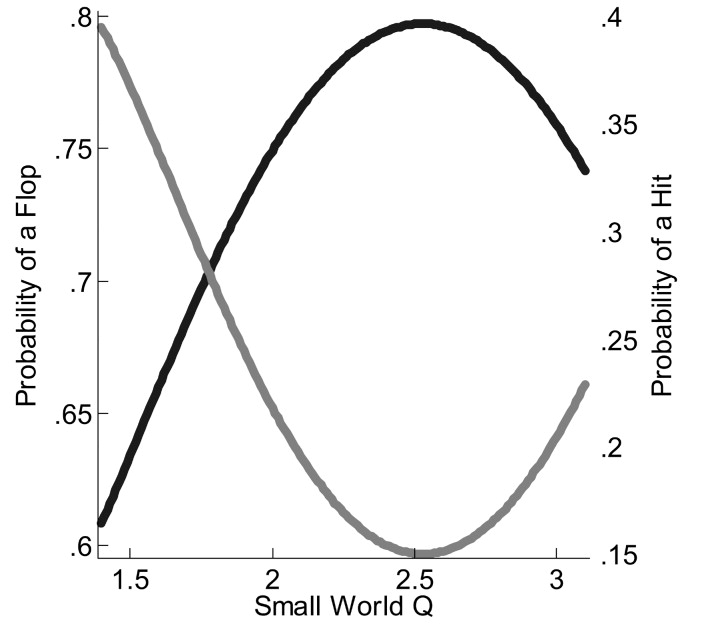 Probability of a Flop
.8
.75
.7
.65
.6
.4
.35
.3
.25
.2
.15
Probability of a Hit
1.5 2 2.5 3
Small World Q